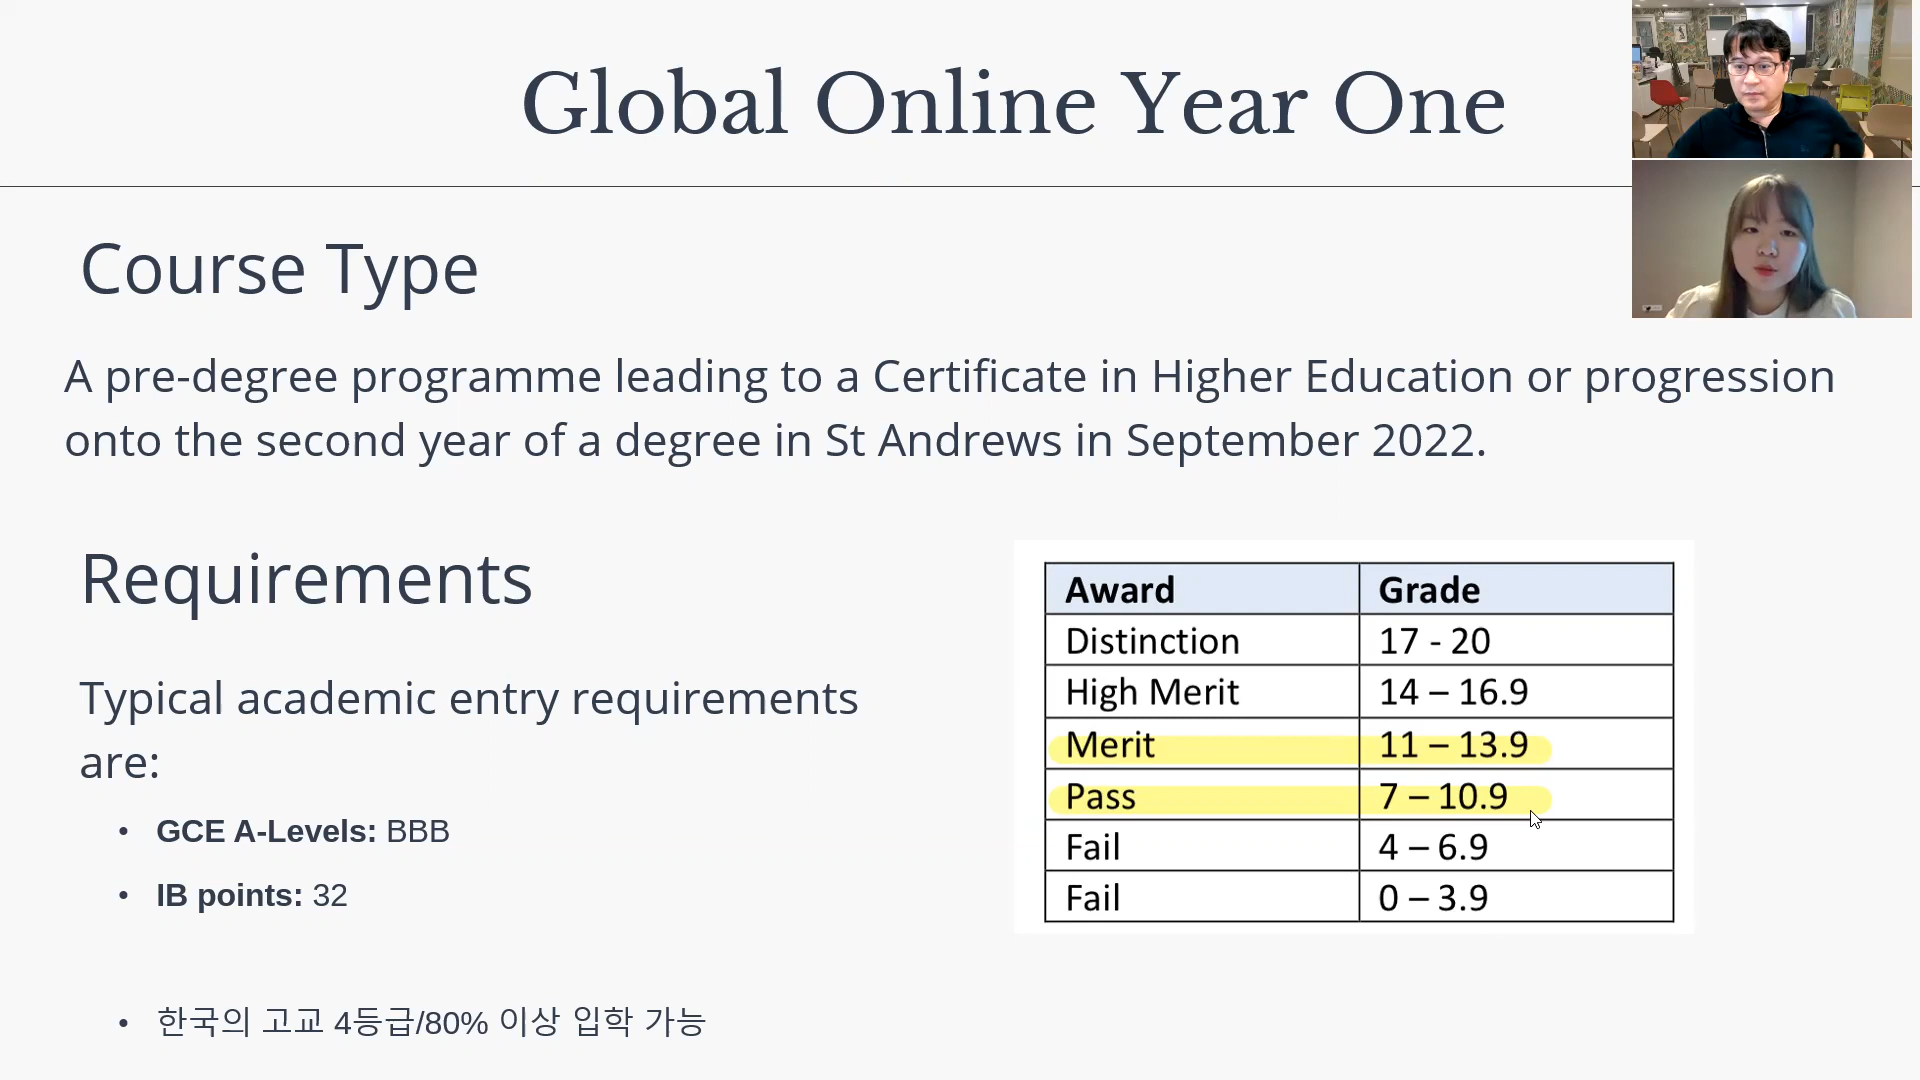 Global Online Year One
Course Type
A pre-degree programme leading to a Certificate in Higher Education or progression
onto the second year of a degree in St Andrews in September 2022.
Requirements
Typical academic entry requirements
are:
• GCE A-Levels: BBB
• IB points: 32
• 한국의 고교 4등급/80% 이상 입학 가능
Award Grade
Distinction 17 - 20
High Merit 14 – 16.9
Merit 11 – 13.9
Pass 7 – 10.9
Fail 4 – 6.9
Fail 0 – 3.9